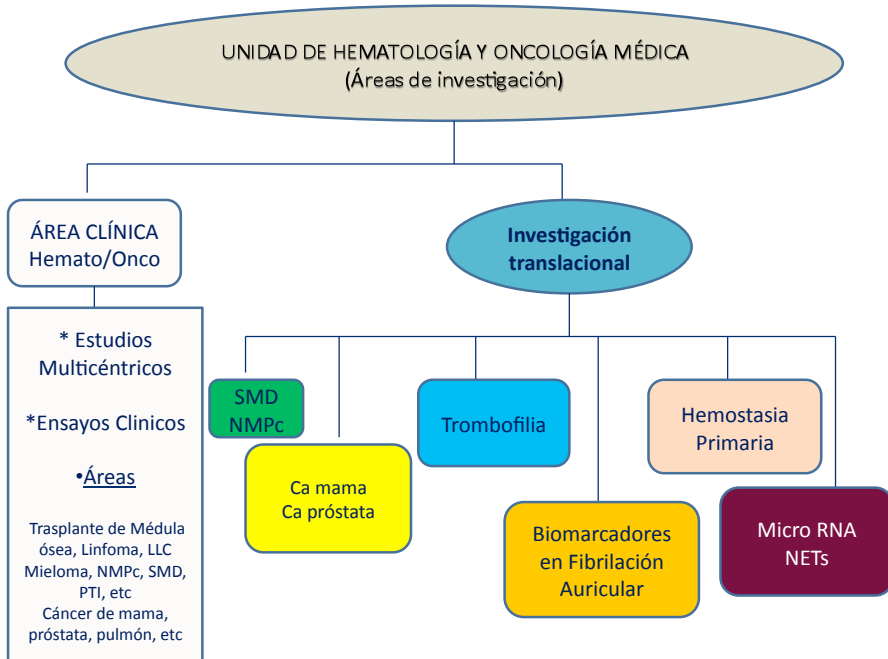 UNIDAD DE HEMATOLOGÍA Y ONCOLOGÍA MÉDICA
(Áreas de investigación)
ÁREA CLÍNICA
Hemato/Onco
* Estudios
Multicéntricos
*Ensayos Clinicos
•Áreas
Trasplante de Médula
ósea, Linfoma, LLC
Mieloma, NMPc, SMD,
PTI, etc
Cáncer de mama,
próstata, pulmón, etc
Investigación
translacional
SMD
NMPc
Ca mama
Ca próstata
Trombofilia
Biomarcadores
en Fibrilación
Auricular
Hemostasia
Primaria
Micro RNA
NETs